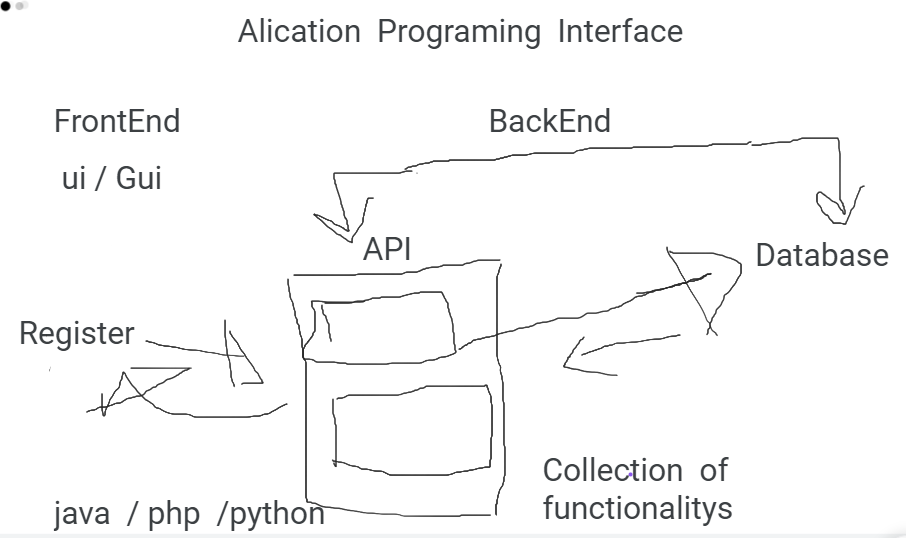 Alication Programing Interface
FrontEnd
BackEnd
ui / Gui
API
Database
Register
Collection of
functionalitys
java / php /python